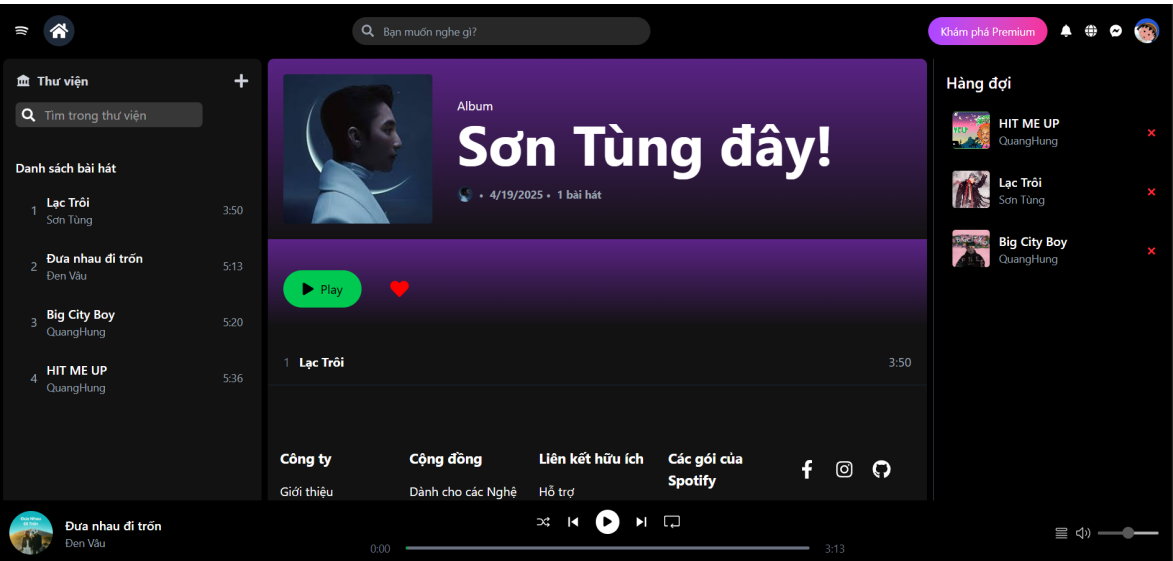 Bạn muốn nghe gì?
Khám phá Premium
Thư viện
Tìm trong thư viện
Danh sách bài hát
1 Lạc Trôi 3:50
Sơn Tùng
2 Đưa nhau đi trốn 5:13
Đen Vâu
3 Big City Boy 5:20
QuangHung
4 HIT ME UP 5:36
QuangHung
Album
Sơn Tùng đây!
• 4/19/2025 • 1 bài hát
Play
1 Lạc Trôi 3:50
Công ty
Giới thiệu
Cộng đồng
Dành cho các Nghệ
Liên kết hữu ích
Hỗ trợ
Các gói của
Spotify
Hàng đợi
HIT ME UP
QuangHung
Lạc Trôi
Sơn Tùng
Big City Boy
QuangHung
Đưa nhau đi trốn
Đen Vâu
0:00 3:13